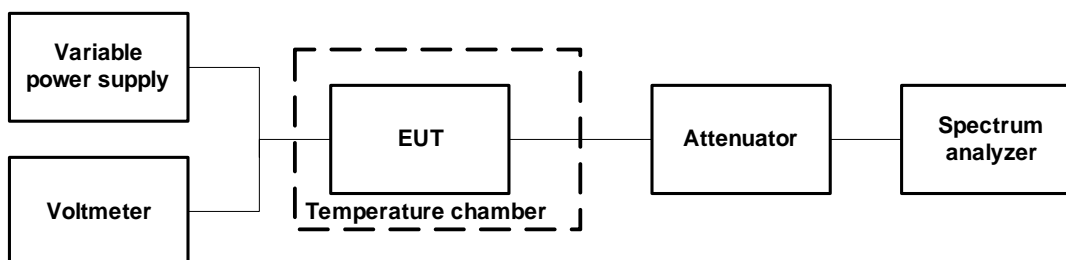 Variable
power supply
Voltmeter
EUT
Temperature chamber
Attenuator
Spectrum
analyzer